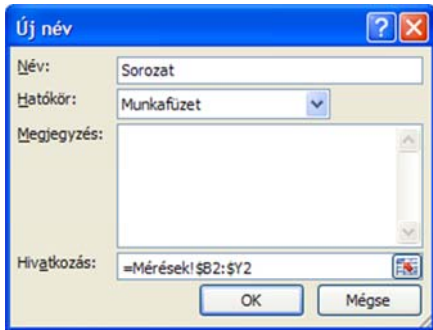 Új név
Név: Sorozat
Hatókör: Munkafüzet
Megjegyzés:
Hivatkozás: =Mérések!$B2:$Y2
OK Mégse